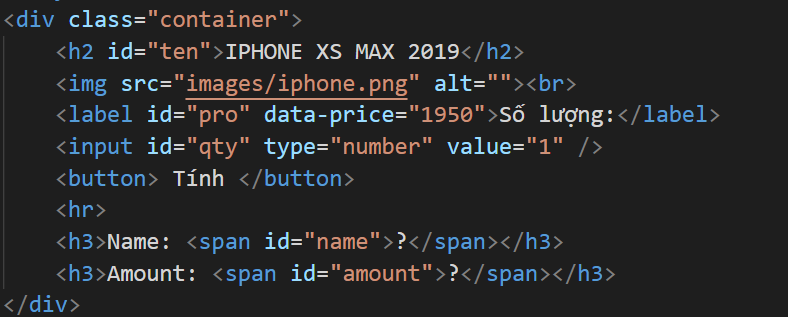 <div class="container">
<h2 id="ten">IPHONE XS MAX 2019</h2>
<img src="images/iphone.png" alt=""><br>
<label id="pro" data-price="1950">Số lượng:</label>
<input id="qty" type="number" value="1" />
<button> Tính </button>
<hr>
<h3>Name: <span id="name">?</span></h3>
<h3>Amount: <span id="amount">?</span></h3>
</div>